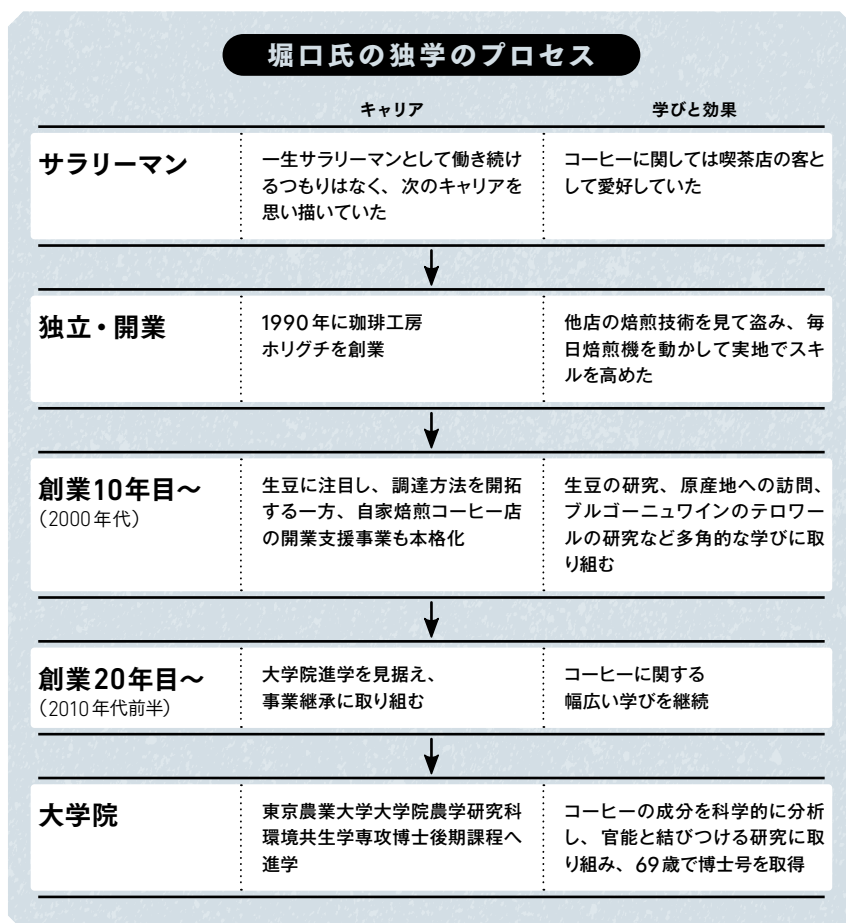 堀口氏の独学のプロセス
キャリア
学びと効果
サラリーマン
一生サラリーマンとして働き続け
るつもりはなく、次のキャリアを
思い描いていた
コーヒーに関しては喫茶店の客と
して愛好していた
独立・開業
1990年に珈琲工房
ホリグチを創業
他店の焙煎技術を見て盗み、毎
日焙煎機を動かして実地でスキ
ルを高めた
創業10年目〜
（2000年代）
生豆に注目し、調達方法を開拓
する一方、自家焙煎コーヒー店
の開業支援事業も本格化
生豆の研究、原産地への訪問、
ブルゴーニュワインのテロワー
ルの研究など多角的な学びに取
り組む
創業20年目〜
（2010年代前半）
大学院進学を見据え、
事業継承に取り組む
コーヒーに関する
幅広い学びを継続
大学院
東京農業大学大学院農学研究科
環境共生学専攻博士後期課程へ
進学
コーヒーの成分を科学的に分析
し、官能と結びつける研究に取
り組み、69歳で博士号を取得